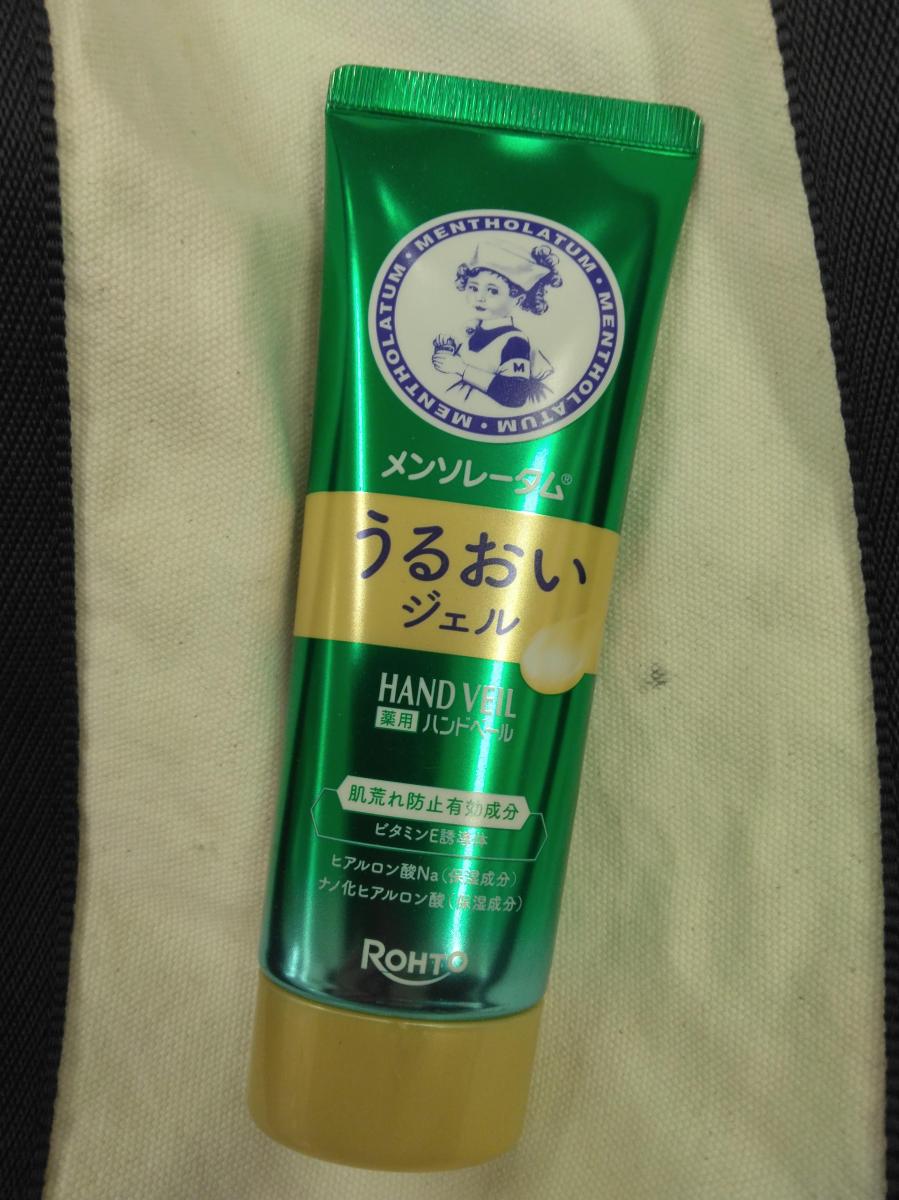 MENTHOLATUM・MENTHOLATUM・MENTHOLATUM・MENTHOLATUM・
M
メンソレータム®
うるおい
ジェル
HAND VEIL
薬用 ハンドベール
肌荒れ防止有効成分
ビタミンE誘導体
ヒアルロン酸Na(保湿成分)
ナノ化ヒアルロン酸(保湿成分)
ROHTO